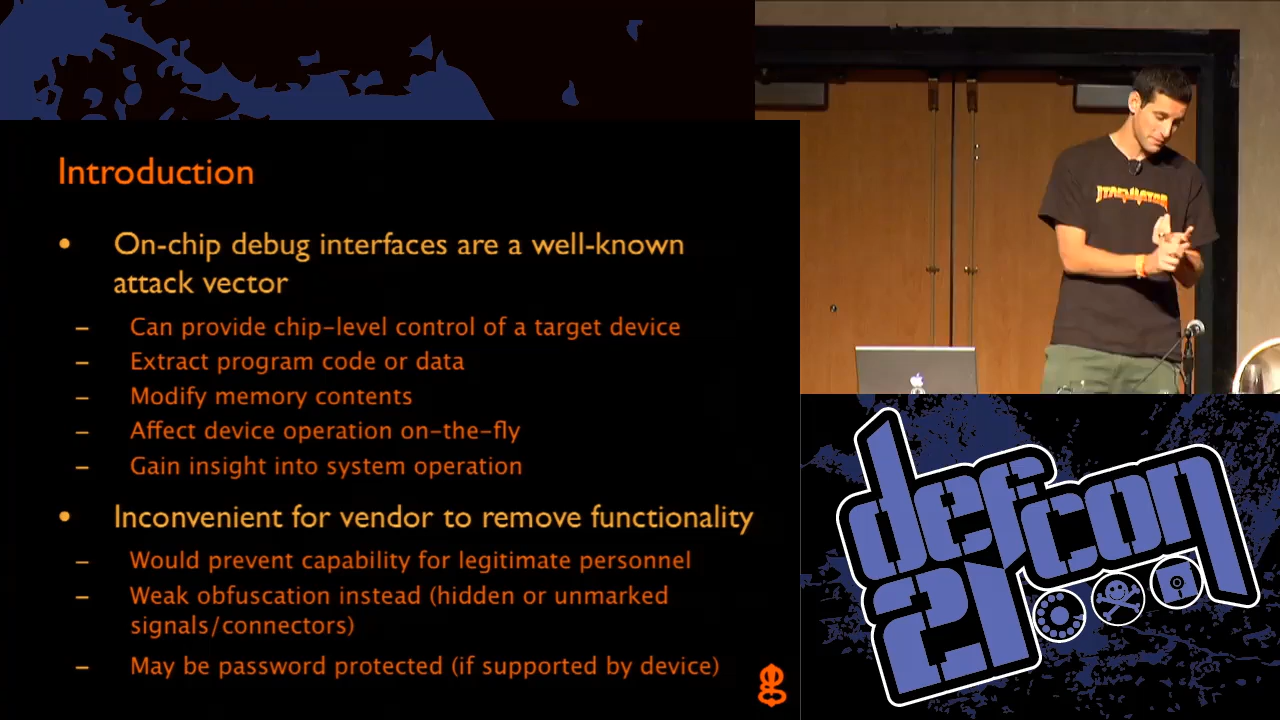 Introduction
• On-chip debug interfaces are a well-known
attack vector
– Can provide chip-level control of a target device
– Extract program code or data
– Modify memory contents
– Affect device operation on-the-fly
– Gain insight into system operation
• Inconvenient for vendor to remove functionality
– Would prevent capability for legitimate personnel
– Weak obfuscation instead (hidden or unmarked
signals/connectors)
– May be password protected (if supported by device)
g
defcon
21